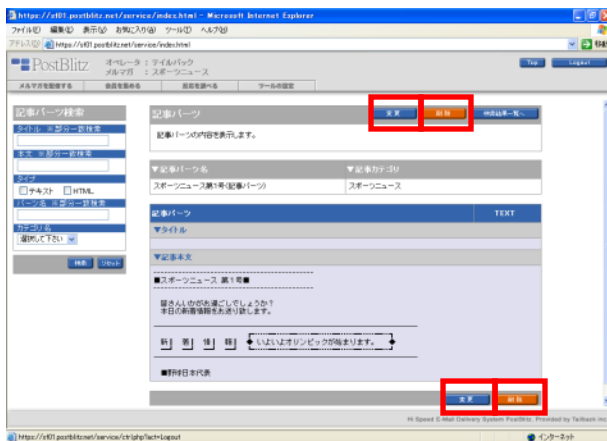 https://sf01.postblitz.net/service/index.html - Microsoft Internet Explorer
ファイル(F) 編集(E) 表示(V) お気に入り(A) ツール(T) ヘルプ(H)
アドレス(D) https://sf01.postblitz.net/service/index.html 移動
PostBlitz
オペレータ : テイルバック
メルマガ : スポーツニュース
Top Logout
メルマガを配信する 会員を集める 反応を調べる ツールの設定
記事パーツ検索
タイトル ※部分一致検索
本文 ※部分一致検索
タイプ
テキスト HTML
パーツ名 ※部分一致検索
カテゴリ名
選択して下さい
検索 リセット
記事パーツ
変更 削除 検索結果一覧へ
記事パーツの内容を表示します。
▼記事パーツ名 ▼記事カテゴリ
スポーツニュース第1号(記事パーツ) スポーツニュース
記事パーツ TEXT
▼タイトル
▼記事本文
■スポーツニュース 第1号■
皆さんいかがお過ごしでしょうか？
本日の新着情報をお送り致します。
新｜着｜情｜報｜ ◆ いよいよオリンピックが始まります。 ◆
■野球日本代表
変更 削除
Hi Speed E-Mail Delivery System PostBlitz. Provided by Tailback Inc.
https://sf01.postblitz.net/service/ctrl.php?act=Logout
インターネット